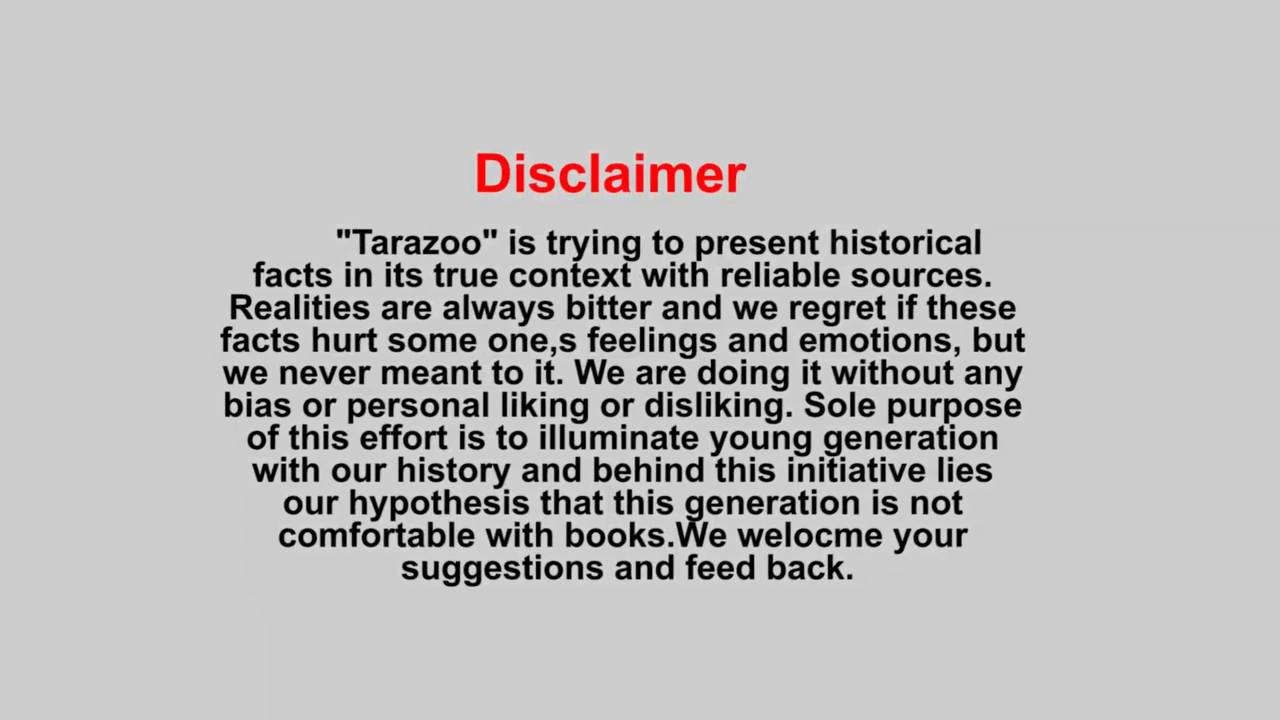 Disclaimer
"Tarazoo" is trying to present historical
facts in its true context with reliable sources.
Realities are always bitter and we regret if these
facts hurt some one,s feelings and emotions, but
we never meant to it. We are doing it without any
bias or personal liking or disliking. Sole purpose
of this effort is to illuminate young generation
with our history and behind this initiative lies
our hypothesis that this generation is not
comfortable with books.We welocme your
suggestions and feed back.